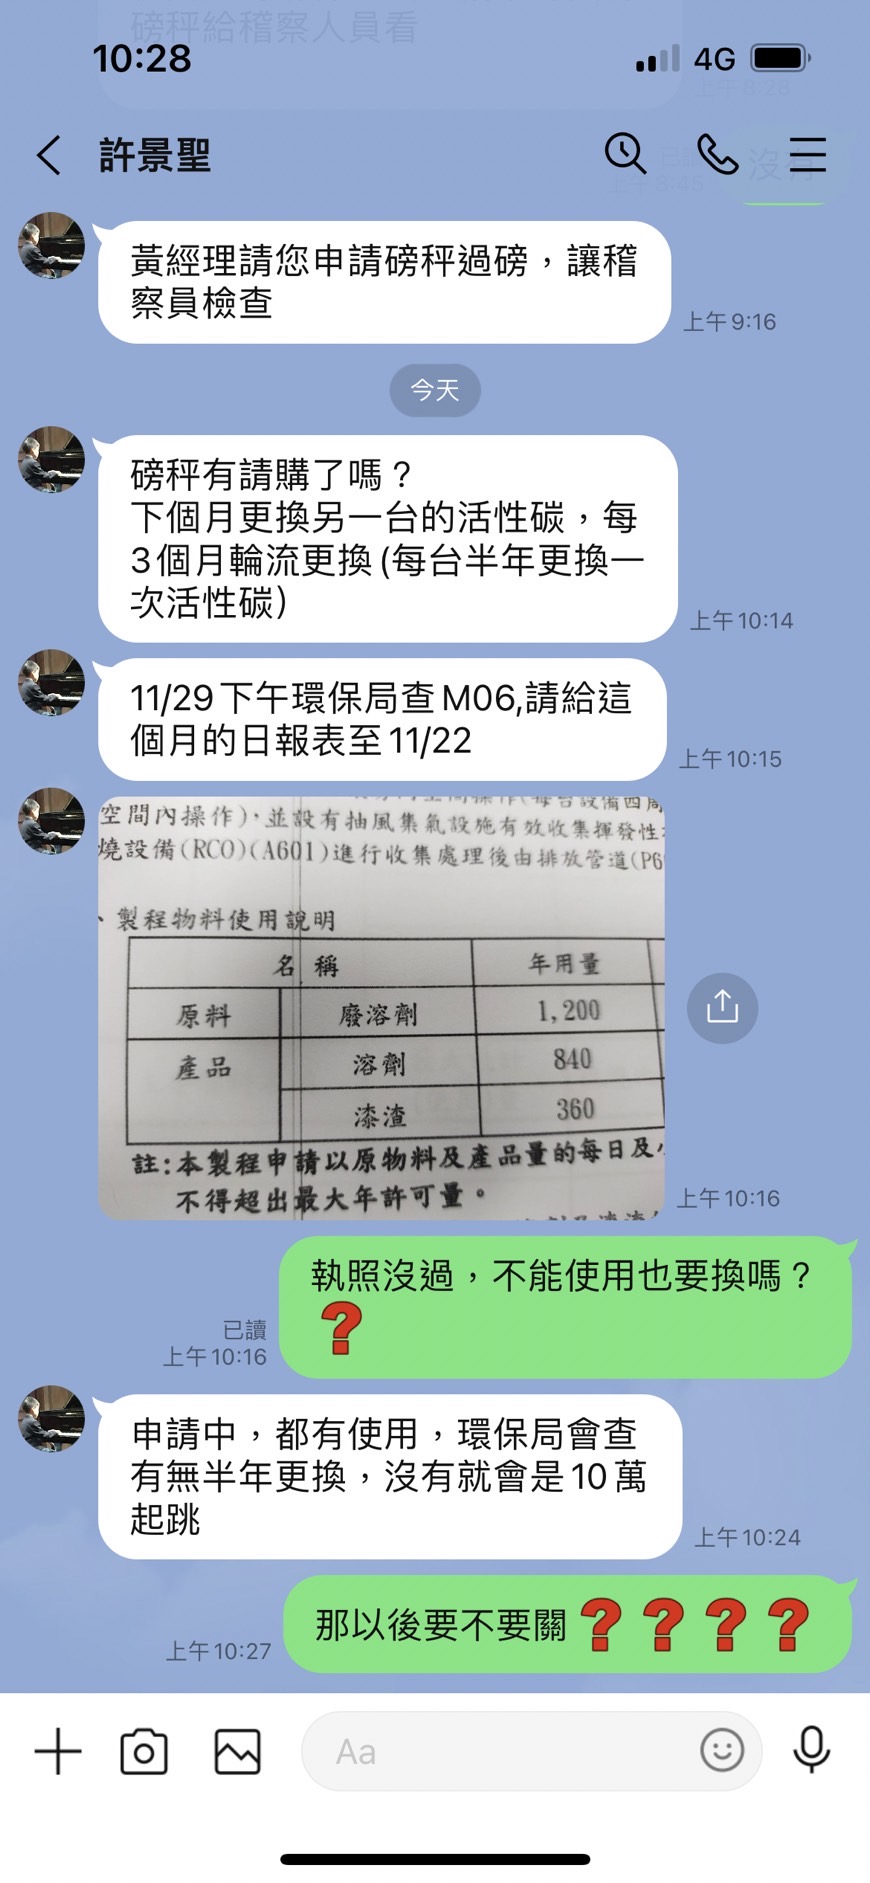 磅秤給稽察人員看
10:28
4G
上午 8:28
許景聖
上午 8:45
沒有
黃經理請您申請磅秤過磅，讓稽
察員檢查
上午 9:16
今天
磅秤有請購了嗎？
下個月更換另一台的活性碳，每
3個月輪流更換(每台半年更換一
次活性碳)
上午 10:14
11/29下午環保局查M06,請給這
個月的日報表至11/22
上午 10:15
空間內操作)，並設有抽風集氣設施有效收集揮發性
燒設備(RCO)(A601)進行收集處理後由排放管道(P6
、製程物料使用說明
名 稱 年用量
原料 廢溶劑 1,200
產品 溶劑 840
漆渣 360
註:本製程申請以原物料及產品量的每日及
不得超出最大年許可量。
上午 10:16
執照沒過，不能使用也要換嗎？
❓
已讀
上午 10:16
申請中，都有使用，環保局會查
有無半年更換，沒有就會是10萬
起跳
上午 10:24
那以後要不要關❓❓❓❓
上午 10:27
Aa